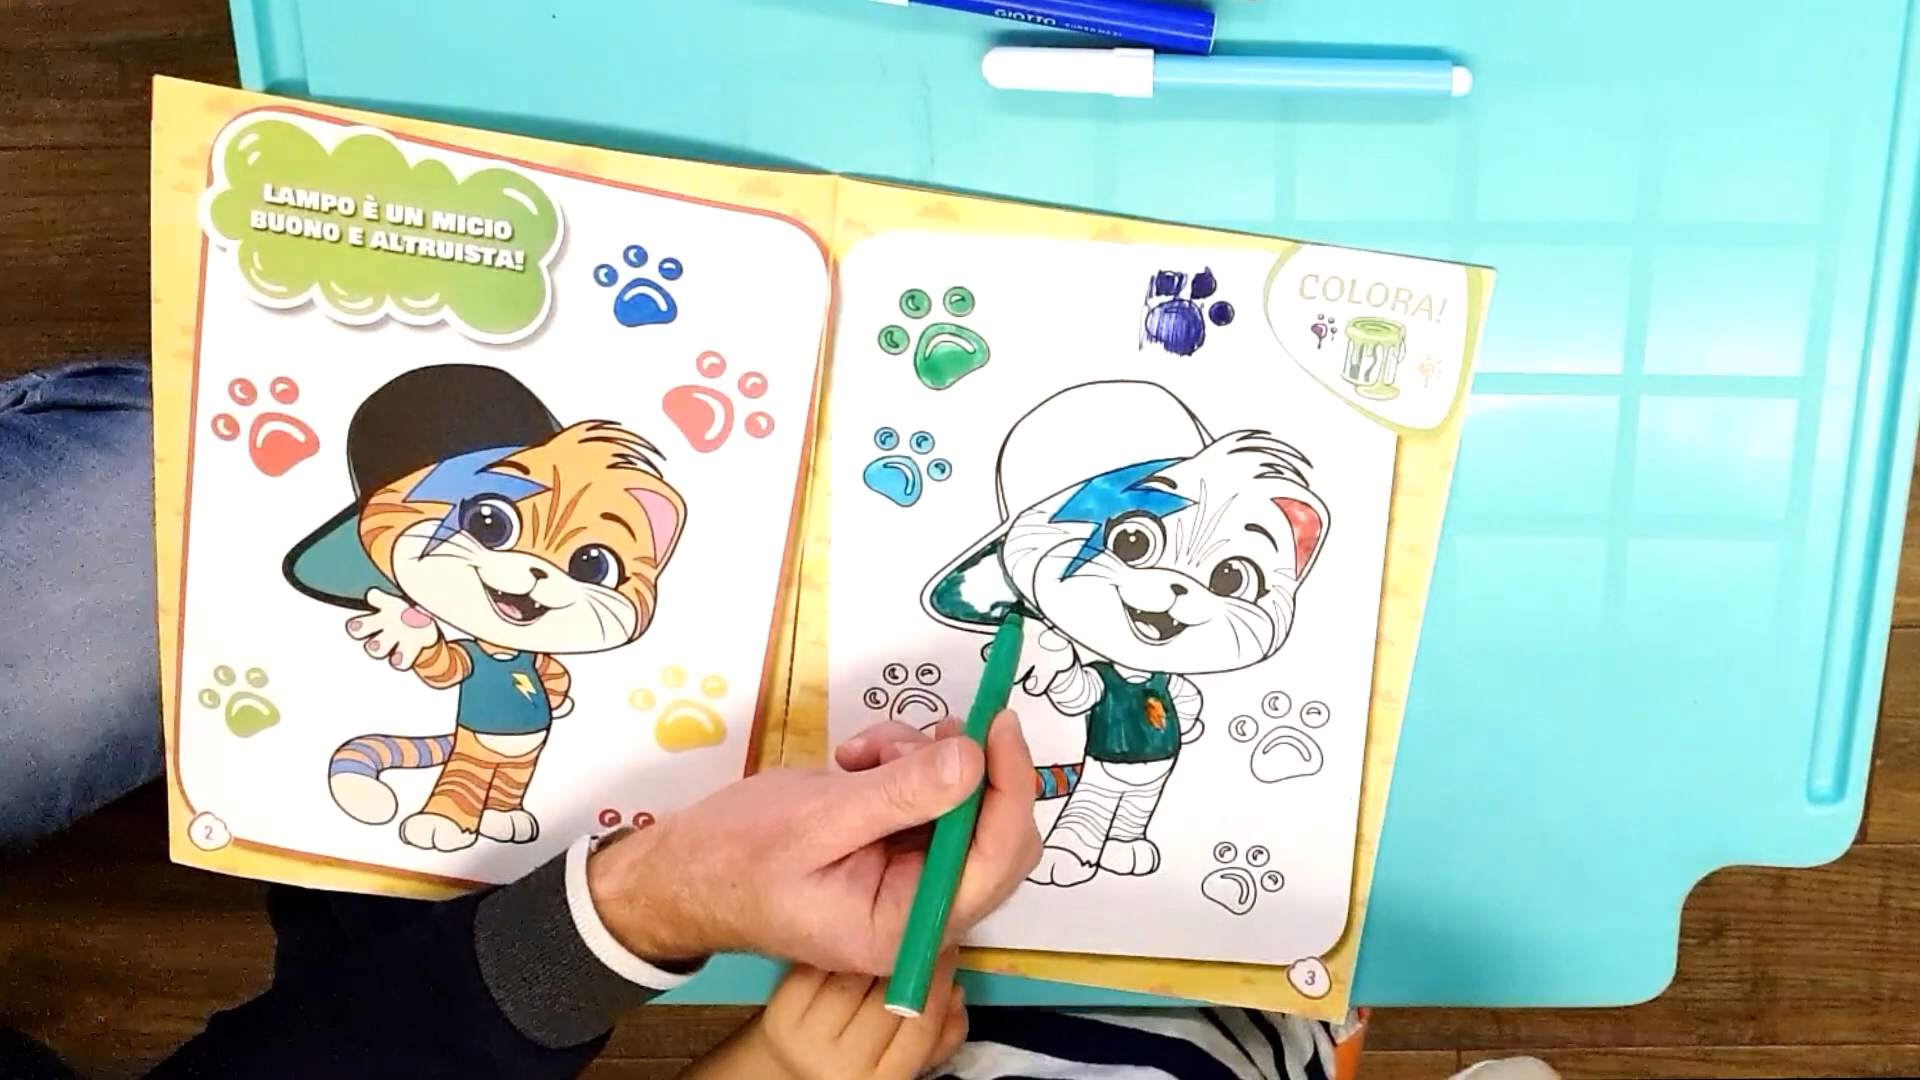 GIOTTO
LAMPO È UN MICIO
BUONO E ALTRUISTA!
COLORA!
2
3